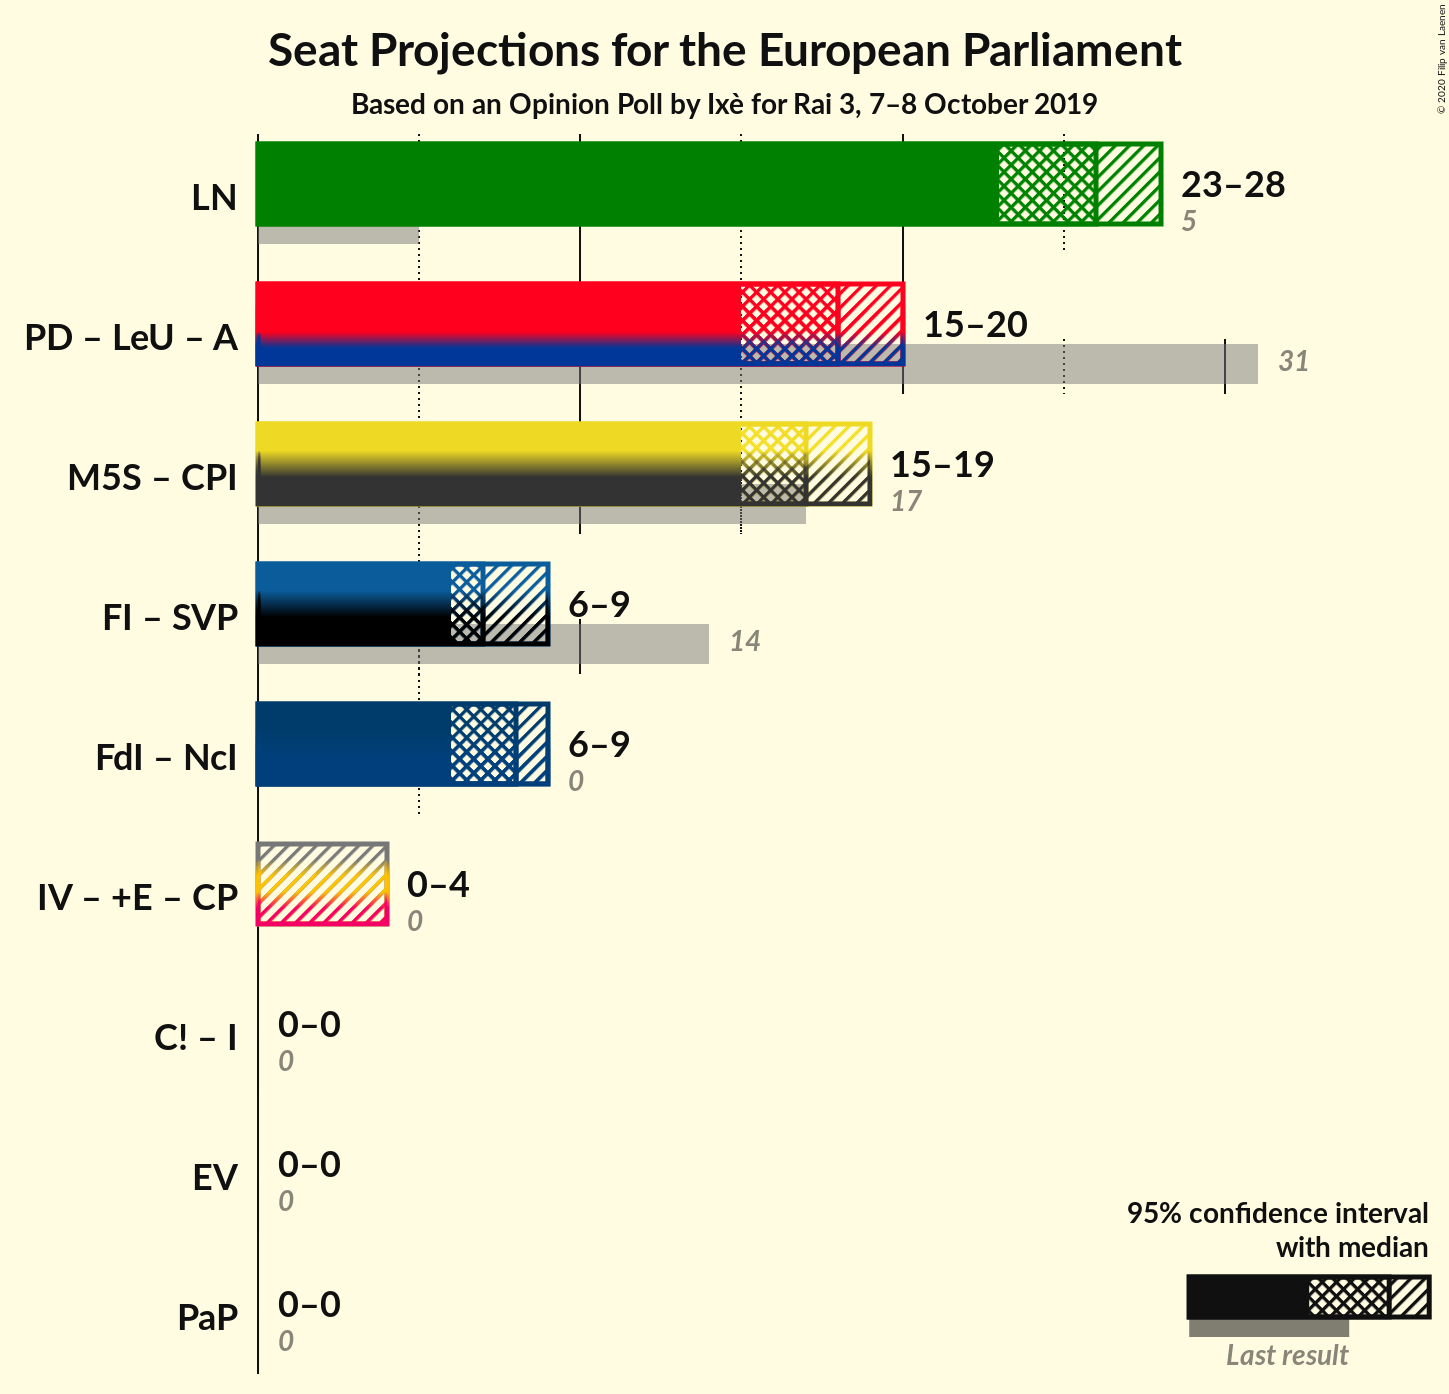 Seat Projections for the European Parliament
Based on an Opinion Poll by Ixè for Rai 3, 7–8 October 2019
© 2020 Filip van Laenen
LN
23–28
5
PD – LeU – A
15–20
31
M5S – CPI
15–19
17
FI – SVP
6–9
14
FdI – NcI
6–9
0
IV – +E – CP
0–4
0
C! – I
0–0
0
EV
0–0
0
PaP
0–0
0
95% confidence interval
with median
Last result